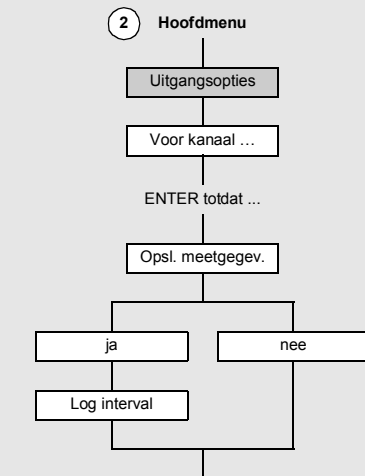 2 Hoofdmenu
Uitgangsopties
Voor kanaal …
ENTER totdat ...
Opsl. meetgegev.
ja nee
Log interval